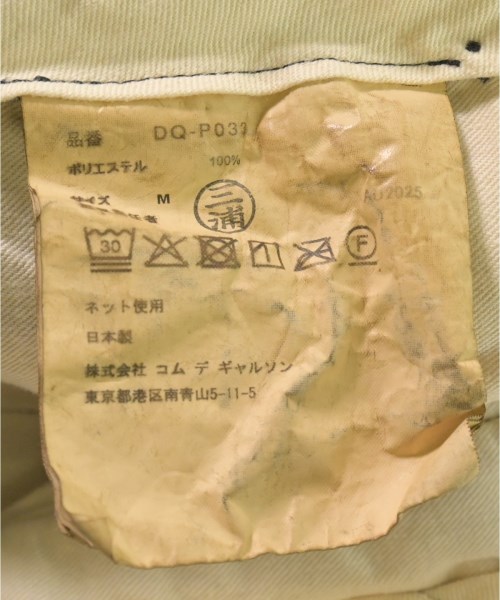 品番 DQ-P033
ポリエステル 100%
サイズ M
三浦
AD2025
30 F
ネット使用
日本製
株式会社 コム デ ギャルソン
東京都港区南青山5-11-5